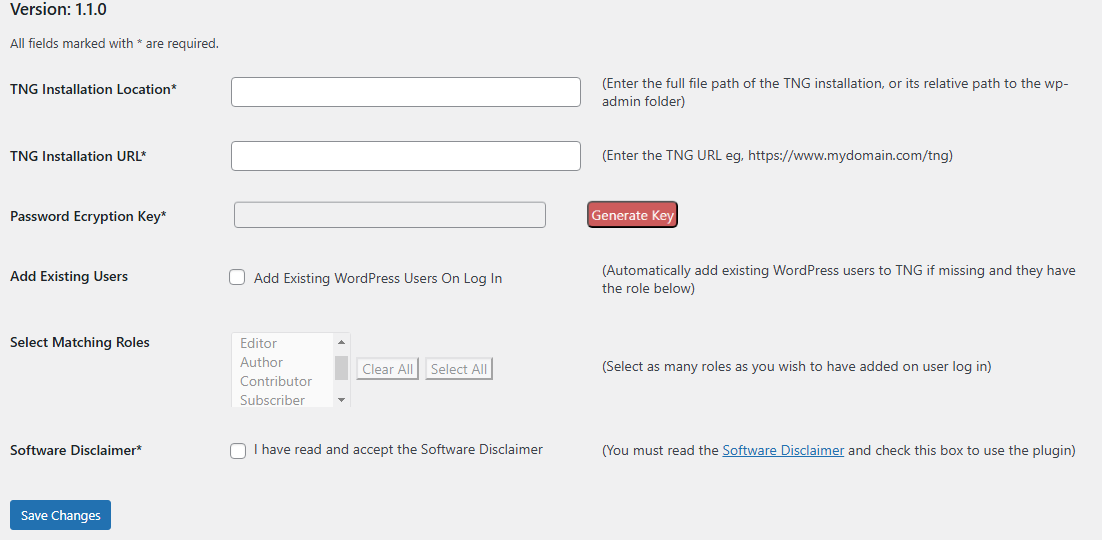 Version: 1.1.0
All fields marked with * are required.
TNG Installation Location*
(Enter the full file path of the TNG installation, or its relative path to the wp-
admin folder)
TNG Installation URL*
(Enter the TNG URL eg, https://www.mydomain.com/tng)
Password Ecryption Key*
Generate Key
Add Existing Users
Add Existing WordPress Users On Log In
(Automatically add existing WordPress users to TNG if missing and they have
the role below)
Select Matching Roles
Editor
Author
Contributor
Subscriber
Clear All
Select All
(Select as many roles as you wish to have added on user log in)
Software Disclaimer*
I have read and accept the Software Disclaimer
(You must read the Software Disclaimer and check this box to use the plugin)
Save Changes